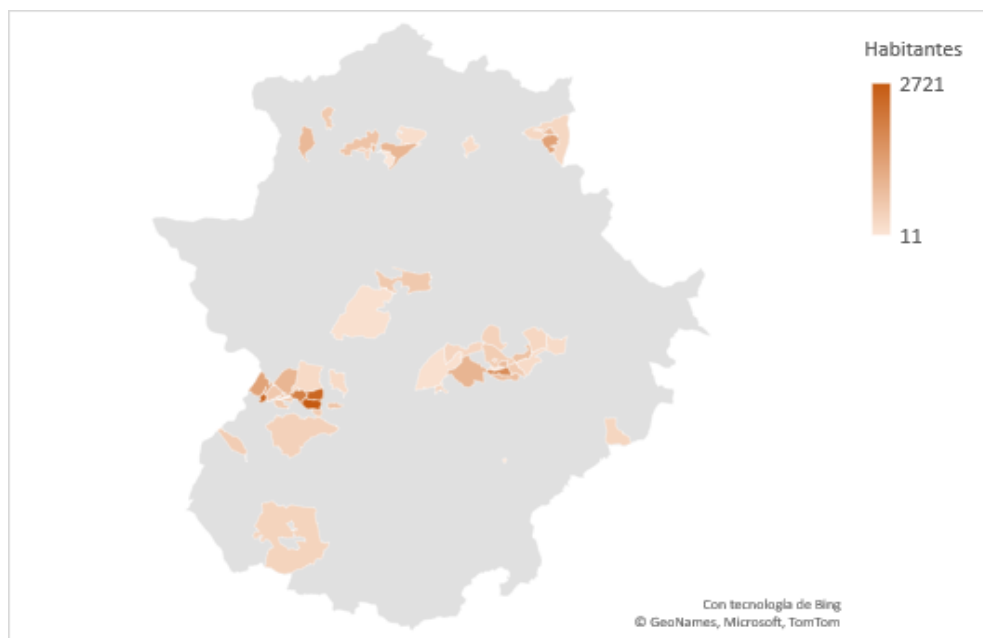 Habitantes
2721
11
Con tecnología de Bing
© GeoNames, Microsoft, TomTom